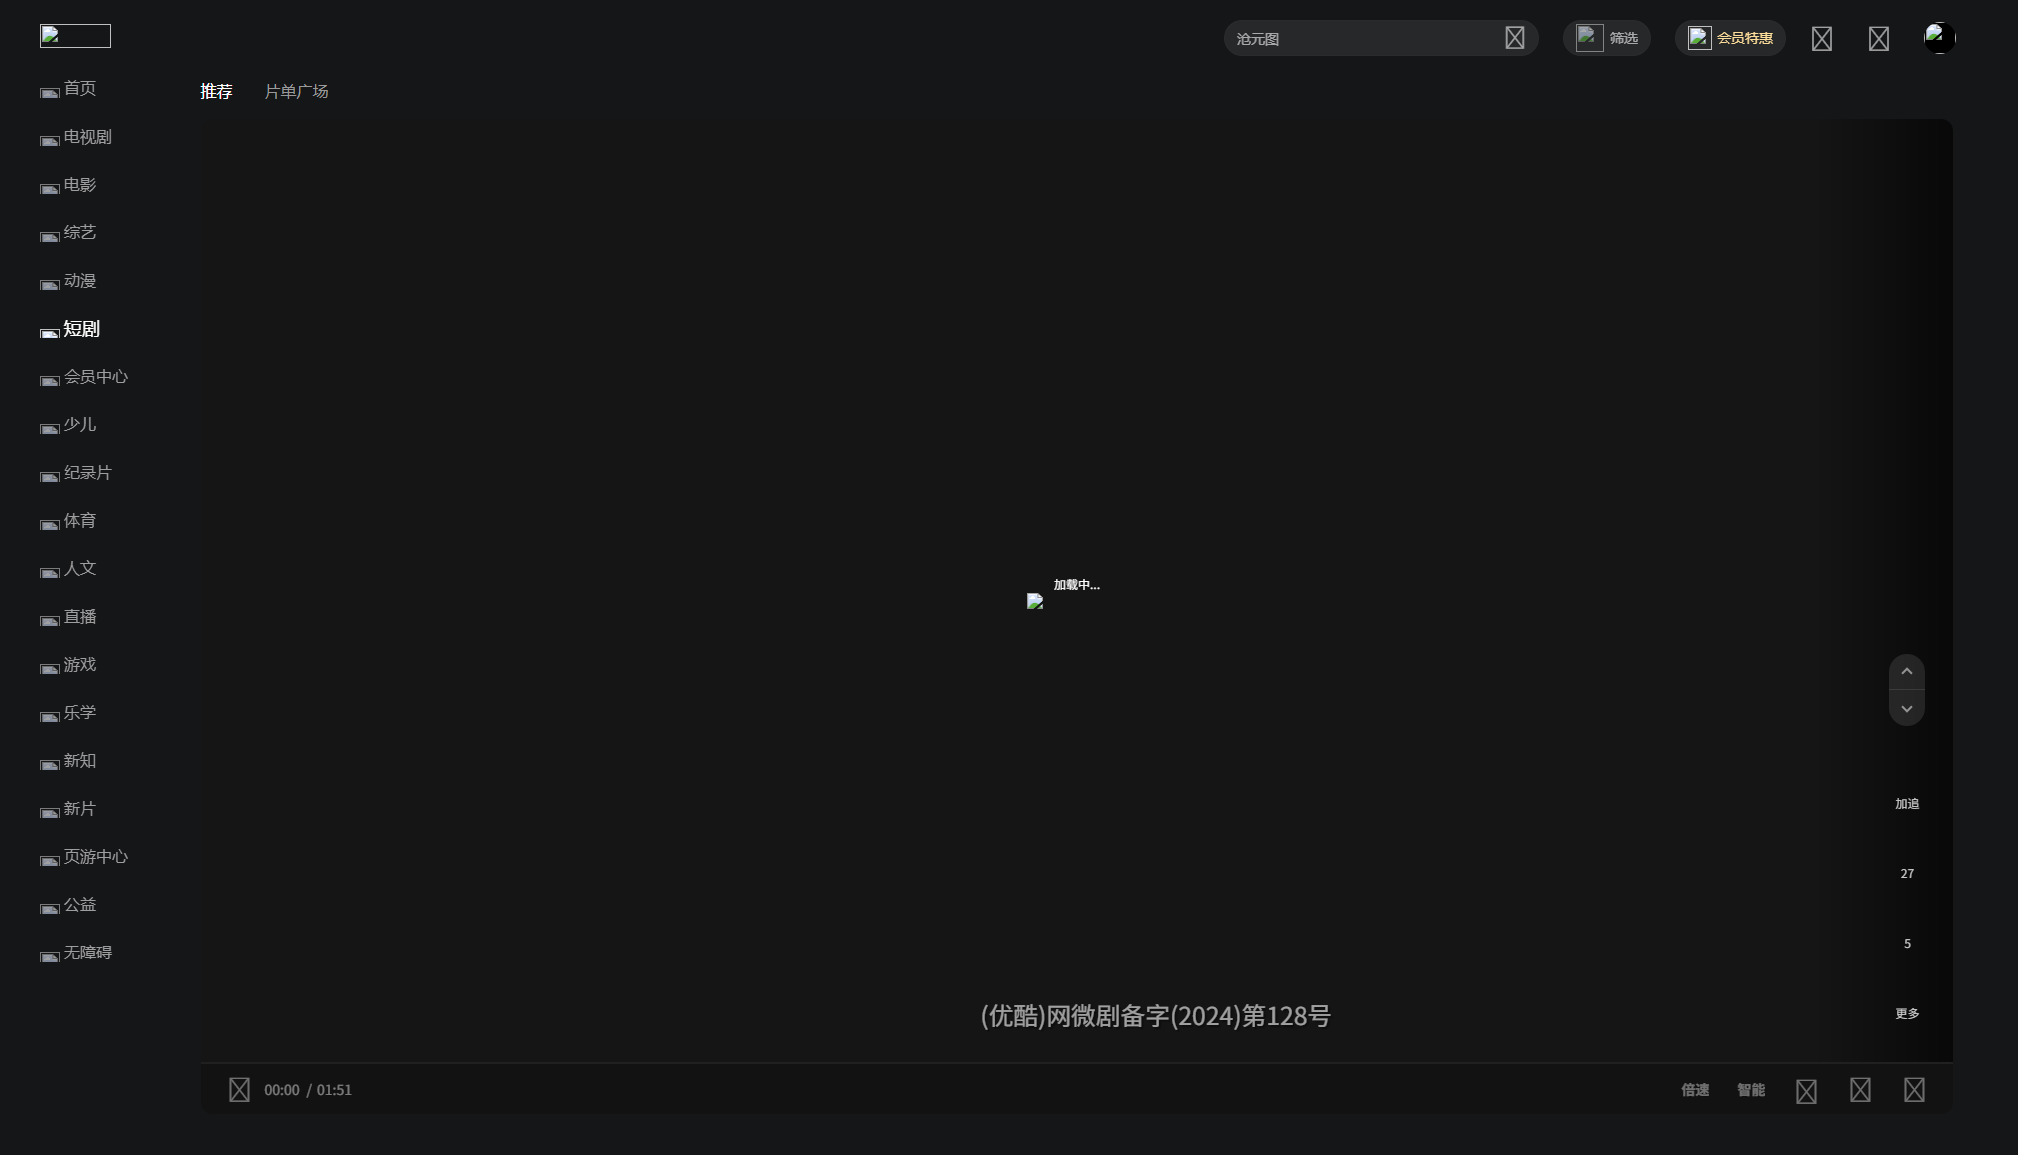 沧元图
筛选
会员特惠
首页
电视剧
电影
综艺
动漫
短剧
会员中心
少儿
纪录片
体育
人文
直播
游戏
乐学
新知
新片
页游中心
公益
无障碍
推荐
片单广场
加载中...
加追
27
5
更多
(优酷)网微剧备字(2024)第128号
00:00 / 01:51
倍速
智能